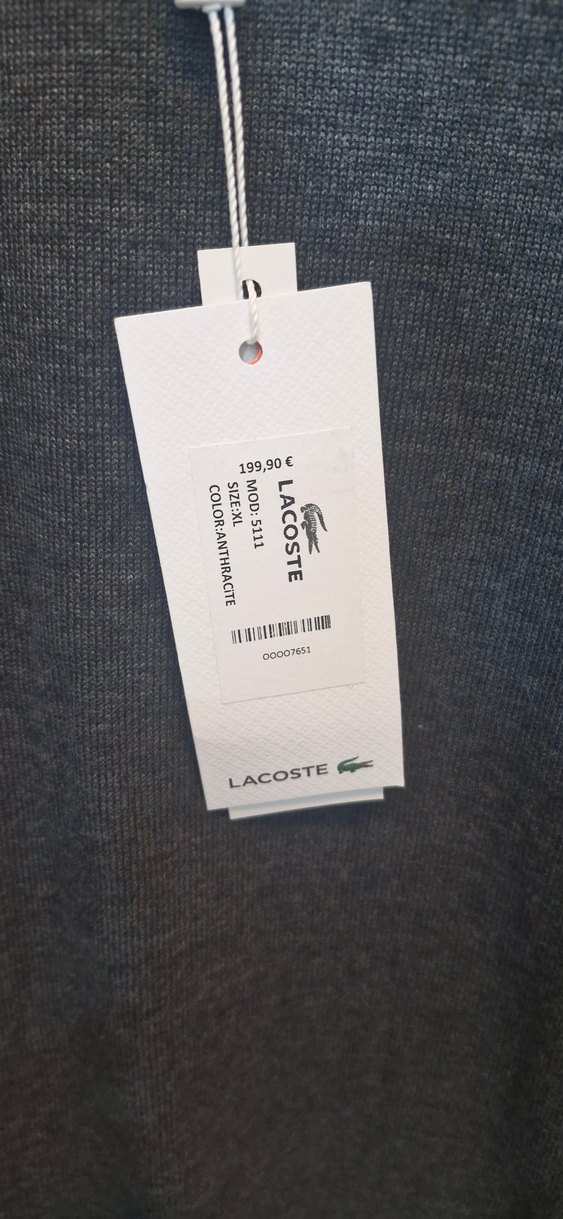 199,90 €
LACOSTE
MOD: 5111
SIZE:XL
COLOR:ANTHRACiTE
OOOO7651
LACOSTE